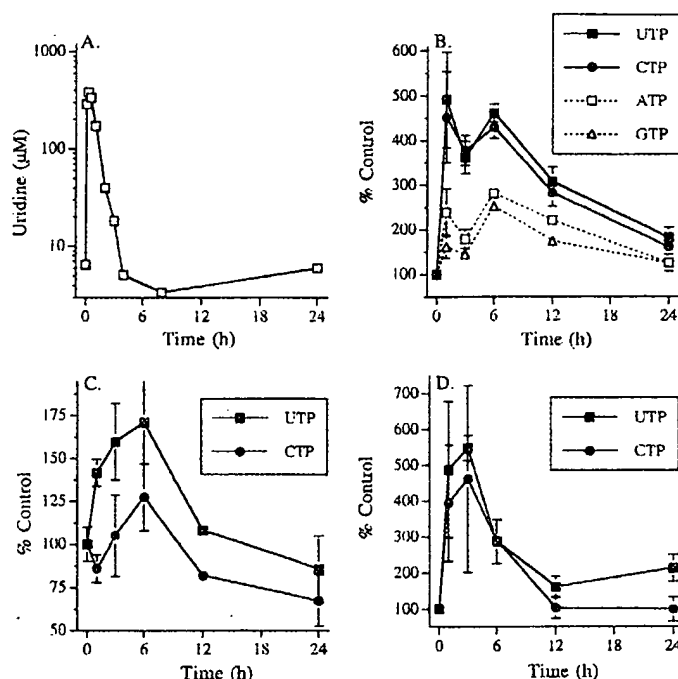 A.
1000
100
10
Uridine (µM)
0 6 12 18 24
Time (h)
B.
600
500
400
300
200
100
% Control
0 6 12 18 24
Time (h)
UTP
CTP
ATP
GTP
C.
175
150
125
100
75
50
% Control
0 6 12 18 24
Time (h)
UTP
CTP
D.
700
600
500
400
300
200
100
% Control
0 6 12 18 24
Time (h)
UTP
CTP